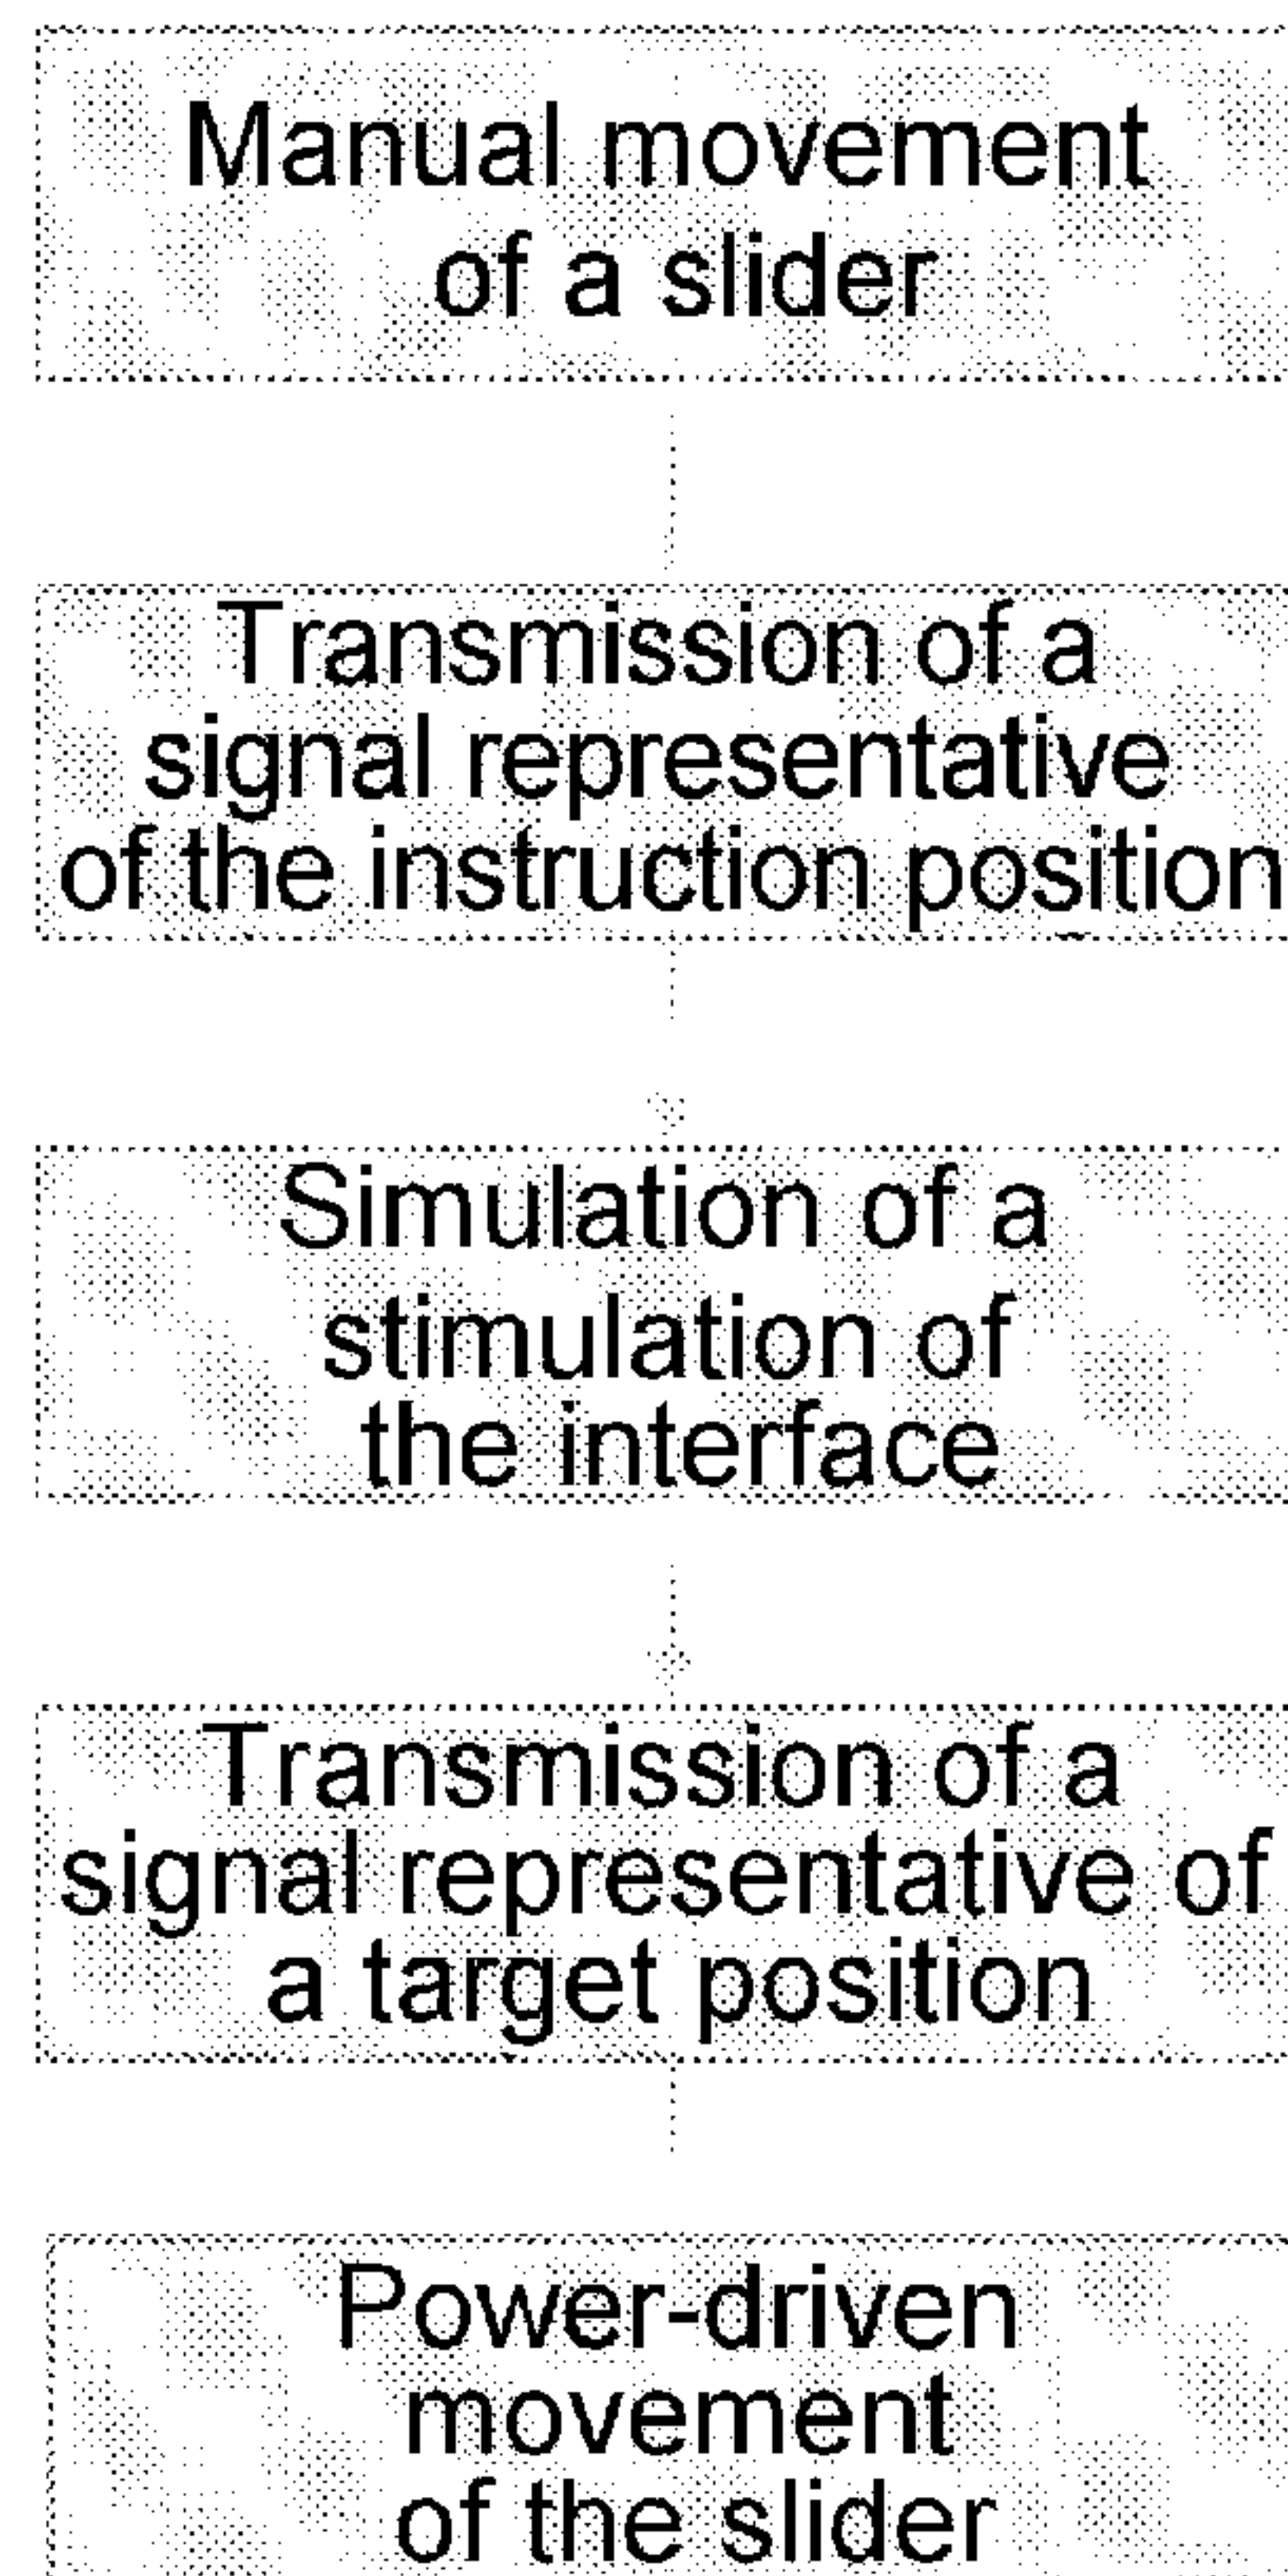 Manual movement
of a slider
Transmission of a
signal representative
of the instruction position
Simulation of a
stimulation of
the interface
Transmission of a
signal representative of
a target position
Power-driven
movement
of the slider